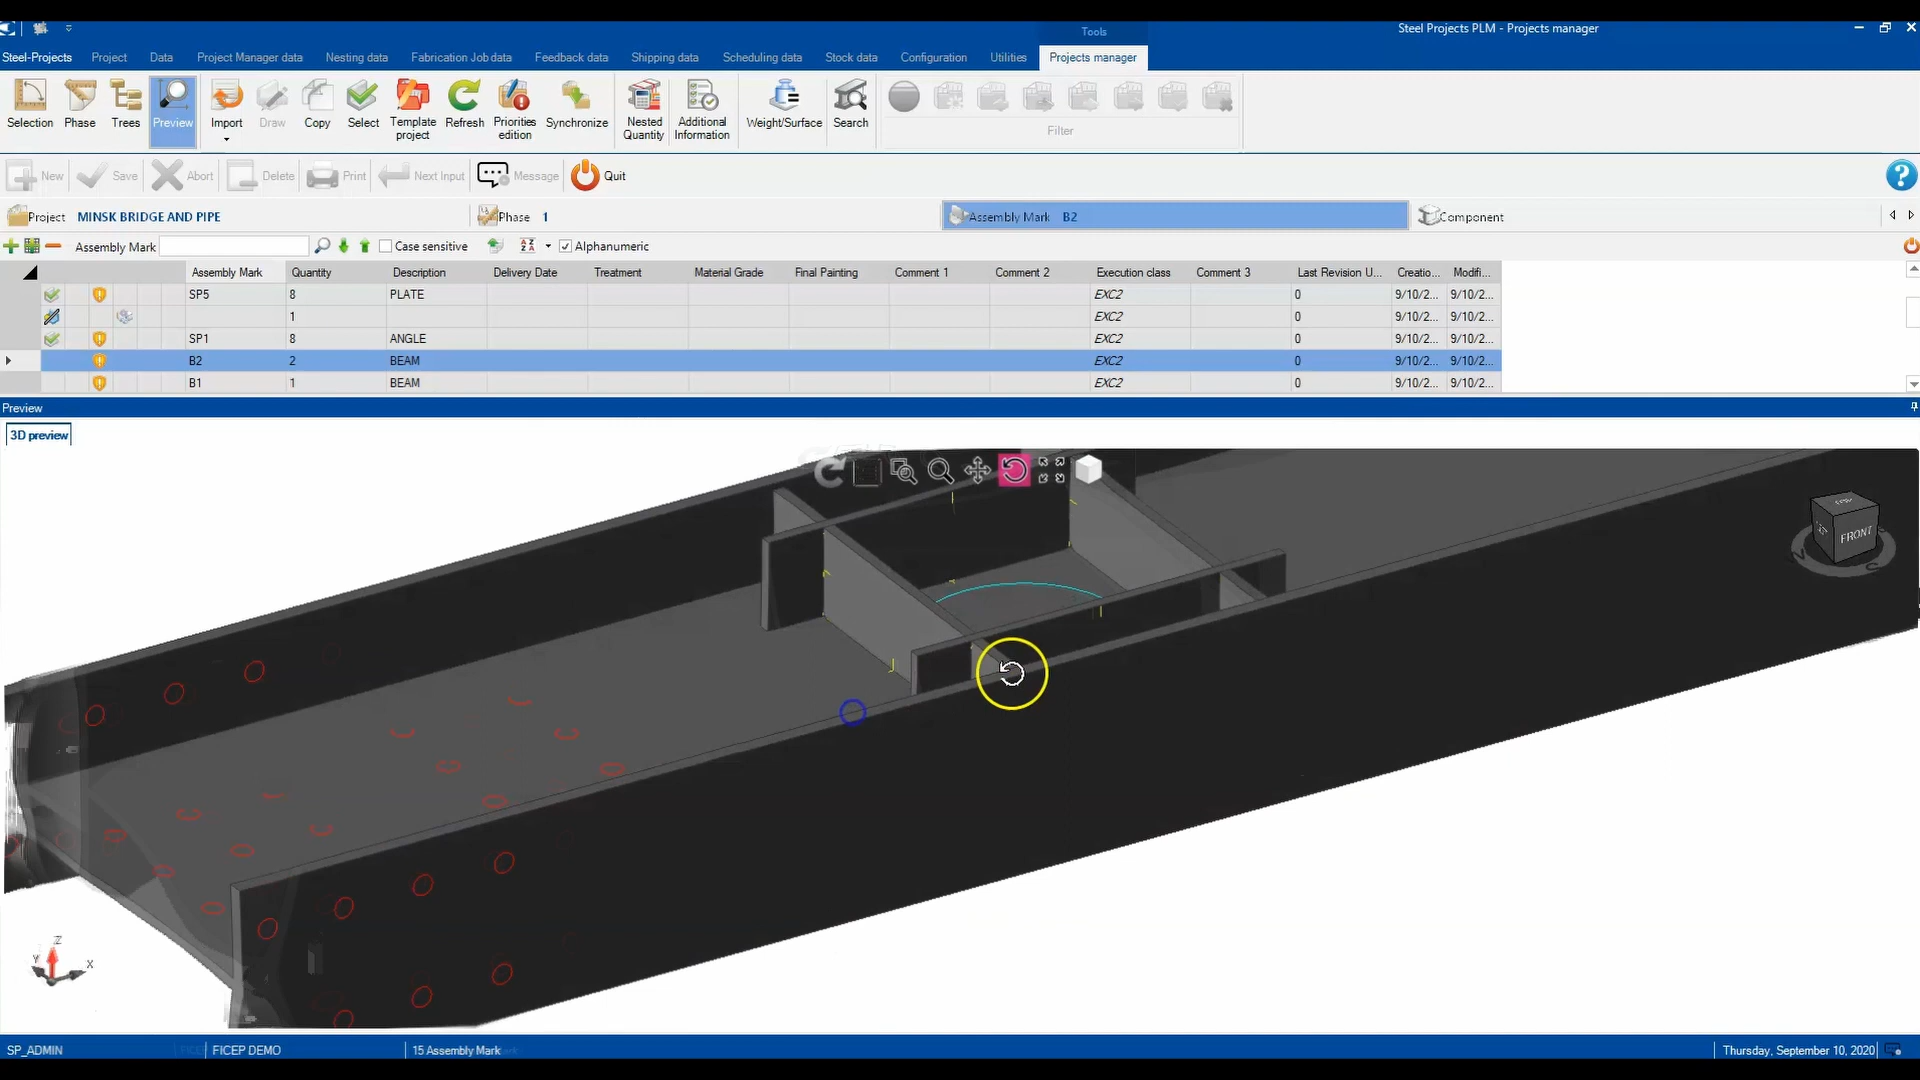 Tools
Steel Projects PLM - Projects manager
Steel-Projects Project Data Project Manager data Nesting data Fabrication Job data Feedback data Shipping data Scheduling data Stock data Configuration Utilities Projects manager
Selection Phase Trees Preview Import Draw Copy Select Template project Refresh Priorities edition Synchronize Nested Quantity Additional Information Weight/Surface Search Filter
New Save Abort Delete Print Next Input Message Quit ?
Project MINSK BRIDGE AND PIPE Phase 1 Assembly Mark B2 Component
Assembly Mark Case sensitive Alphanumeric
Assembly Mark Quantity Description Delivery Date Treatment Material Grade Final Painting Comment 1 Comment 2 Execution class Comment 3 Last Revision U... Creatio... Modifi...
SP5 8 PLATE EXC2 0 9/10/2... 9/10/2...
1 EXC2 0 9/10/2... 9/10/2...
SP1 8 ANGLE EXC2 0 9/10/2... 9/10/2...
B2 2 BEAM EXC2 0 9/10/2... 9/10/2...
B1 1 BEAM EXC2 0 9/10/2... 9/10/2...
Preview
3D preview
FRONT
Z
Y X
SP_ADMIN FICEP DEMO 15 Assembly Mark Thursday, September 10, 2020